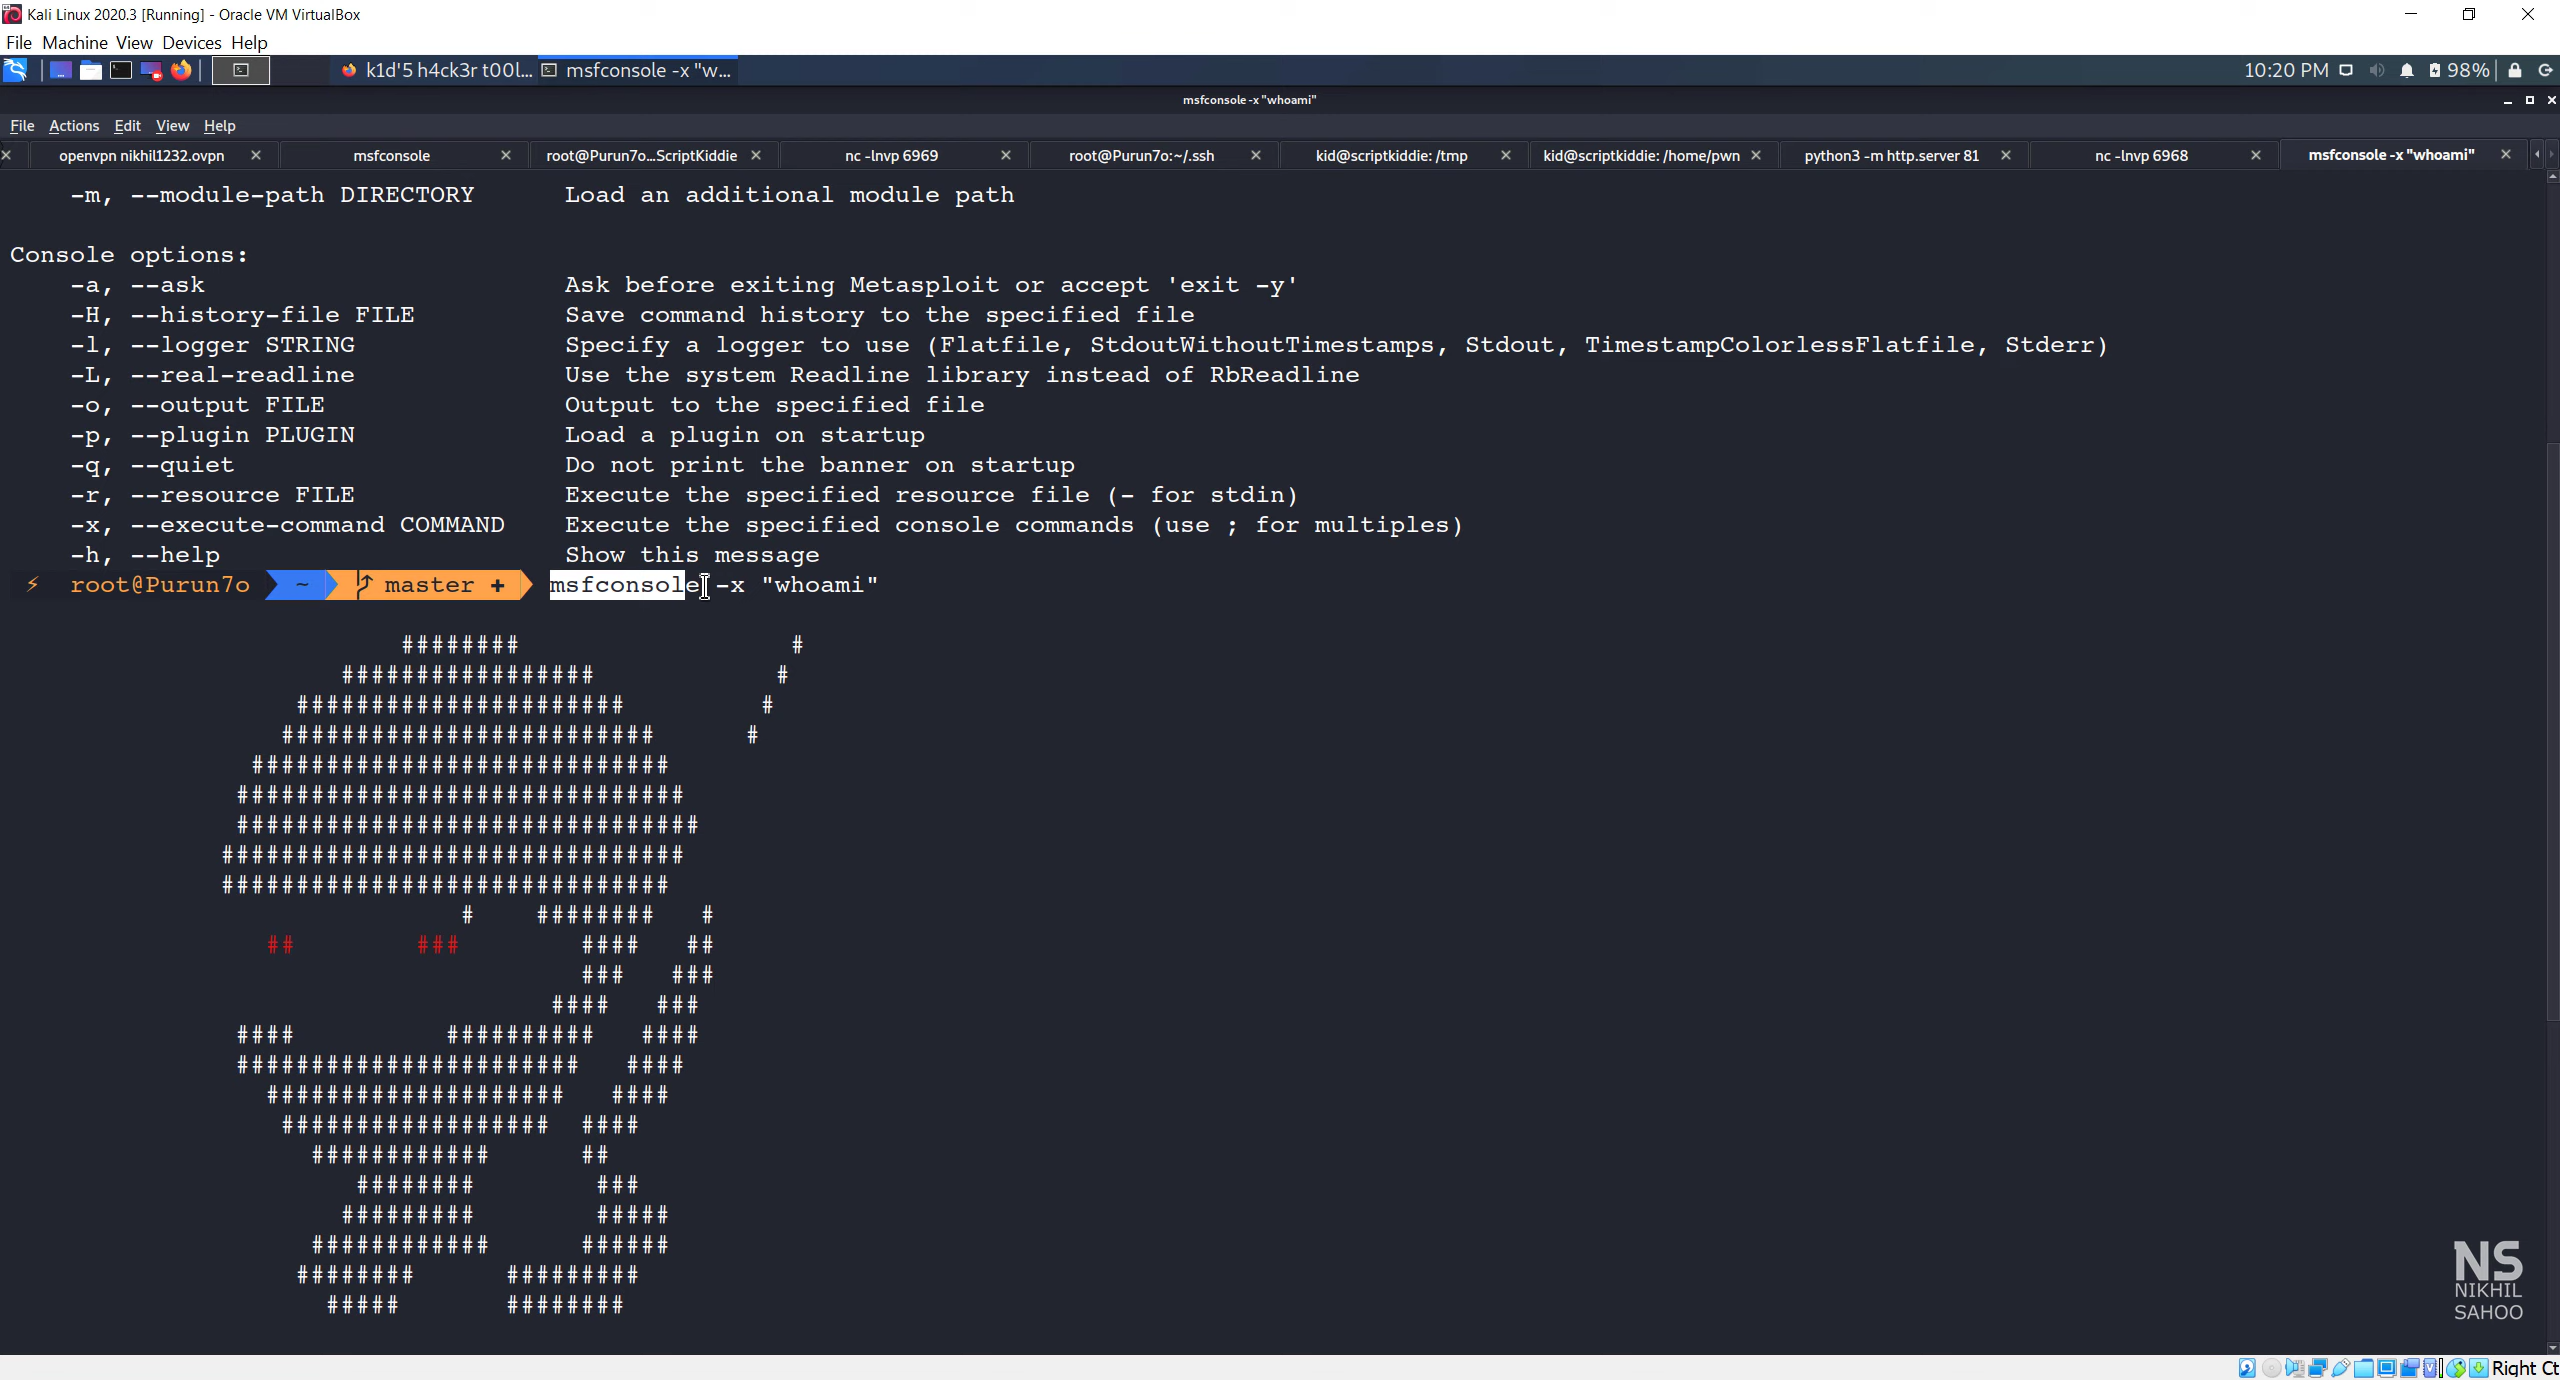 Kali Linux 2020.3 [Running] - Oracle VM VirtualBox
File Machine View Devices Help
k1d'5 h4ck3r t00l... msfconsole -x "w... 10:20 PM 98%
msfconsole -x "whoami"
File Actions Edit View Help
openvpn nikhil1232.ovpn msfconsole root@Purun7o...ScriptKiddie nc -lnvp 6969 root@Purun7o:~/.ssh kid@scriptkiddie: /tmp kid@scriptkiddie: /home/pwn python3 -m http.server 81 nc -lnvp 6968 msfconsole -x "whoami"
-m, --module-path DIRECTORY Load an additional module path
Console options:
-a, --ask Ask before exiting Metasploit or accept 'exit -y'
-H, --history-file FILE Save command history to the specified file
-l, --logger STRING Specify a logger to use (Flatfile, StdoutWithoutTimestamps, Stdout, TimestampColorlessFlatfile, Stderr)
-L, --real-readline Use the system Readline library instead of RbReadline
-o, --output FILE Output to the specified file
-p, --plugin PLUGIN Load a plugin on startup
-q, --quiet Do not print the banner on startup
-r, --resource FILE Execute the specified resource file (- for stdin)
-x, --execute-command COMMAND Execute the specified console commands (use ; for multiples)
-h, --help Show this message
root@Purun7o ~ master + msfconsole -x "whoami"
NS
NIKHIL
SAHOO
Right Ct